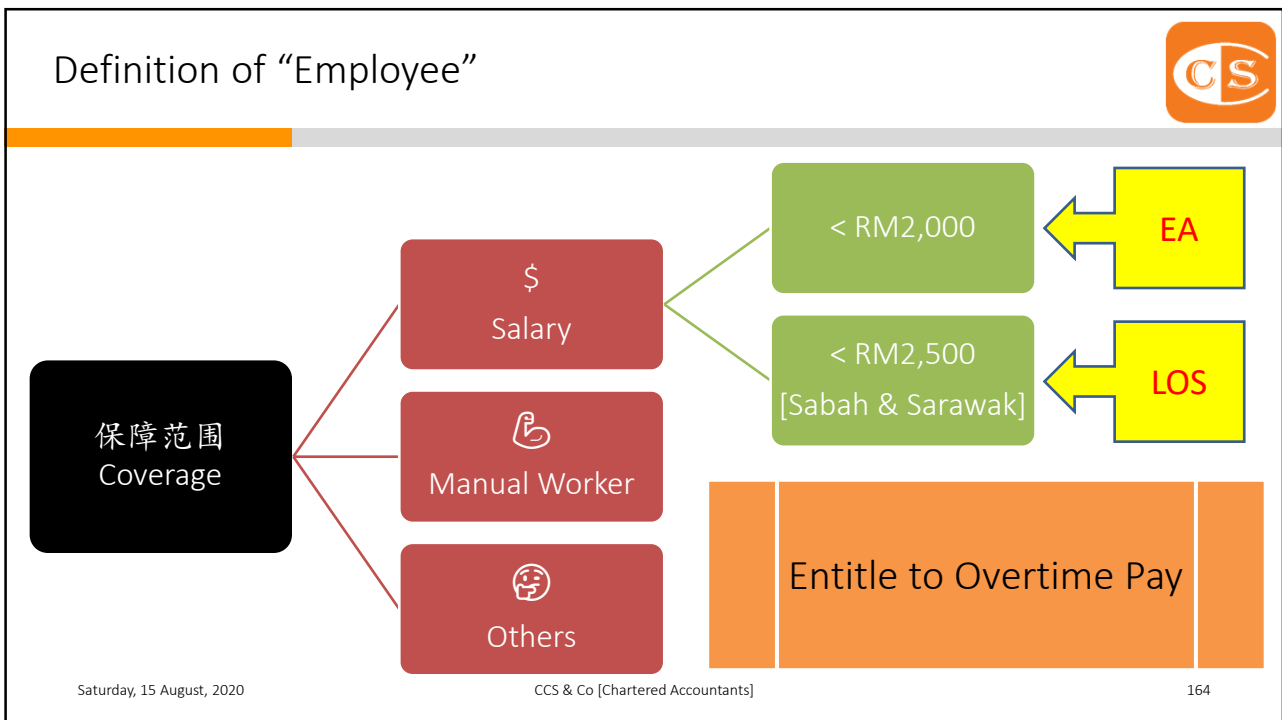 Definition of “Employee”
CS
保障范围
Coverage
$
Salary
Manual Worker
Others
< RM2,000
< RM2,500
[Sabah & Sarawak]
EA
LOS
Entitle to Overtime Pay
Saturday, 15 August, 2020
CCS & Co [Chartered Accountants]
164